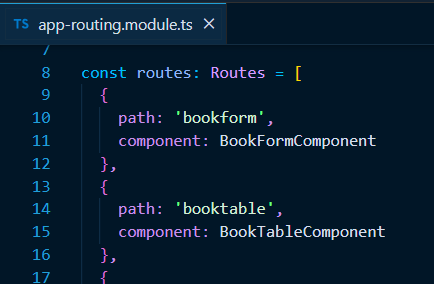 TS app-routing.module.ts ×
7
8 const routes: Routes = [
9 {
10 path: 'bookform',
11 component: BookFormComponent
12 },
13 {
14 path: 'booktable',
15 component: BookTableComponent
16 },
17 {